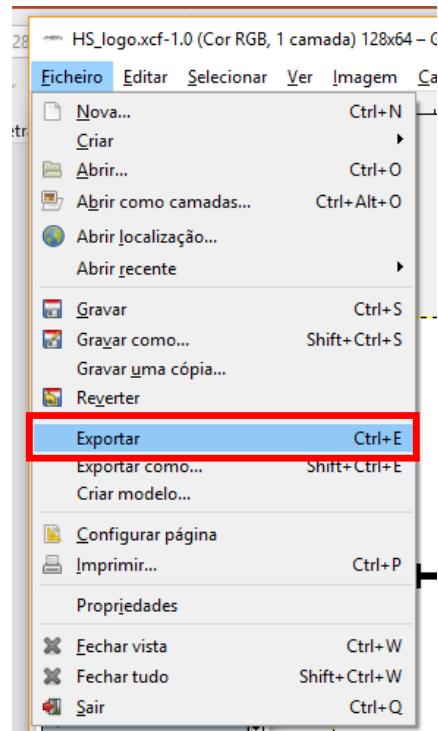 28
HS_logo.xcf-1.0 (Cor RGB, 1 camada) 128x64 – G
Ficheiro Editar Selecionar Ver Imagem Ca
etr
Nova... Ctrl+N
Criar
Abrir... Ctrl+O
Abrir como camadas... Ctrl+Alt+O
Abrir localização...
Abrir recente
Gravar Ctrl+S
Gravar como... Shift+Ctrl+S
Gravar uma cópia...
Reverter
Exportar Ctrl+E
Exportar como... Shift+Ctrl+E
Criar modelo...
Configurar página
Imprimir... Ctrl+P
Propriedades
Fechar vista Ctrl+W
Fechar tudo Shift+Ctrl+W
Sair Ctrl+Q